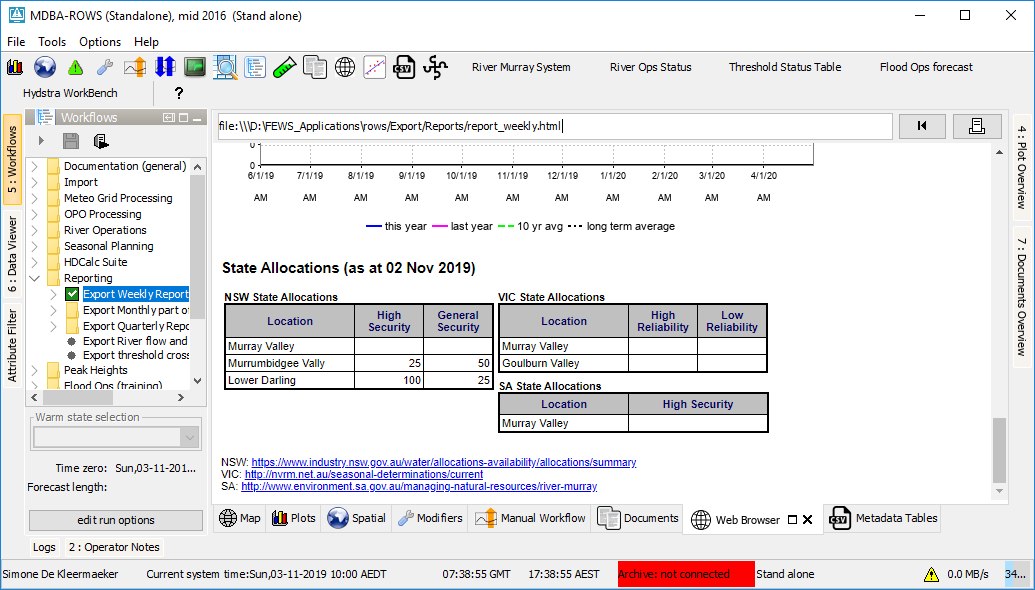 MDBA-ROWS (Standalone), mid 2016  (Stand alone)
File Tools Options Help
River Murray System River Ops Status Threshold Status Table Flood Ops forecast
Hydstra WorkBench ?
5 : Workflows
6 : Data Viewer
Attribute Filter
Workflows
Documentation (general)
Import
Meteo Grid Processing
OPO Processing
River Operations
Seasonal Planning
HDCalc Suite
Reporting
Export Weekly Report
Export Monthly part of
Export Quarterly Repo
Export River flow and
Export threshold cross
Peak Heights
Flood Ops (training)
Warm state selection
Time zero: Sun,03-11-201...
Forecast length:
edit run options
Logs 2 : Operator Notes
file:\\\D:\FEWS_Applications\rows/Export/Reports/report_weekly.html
0
0
6/1/19 7/1/19 8/1/19 9/1/19 10/1/19 11/1/19 12/1/19 1/1/20 2/1/20 3/1/20 4/1/20
AM AM AM AM AM AM AM AM AM AM AM
this year last year 10 yr avg long term average
State Allocations (as at 02 Nov 2019)
NSW State Allocations
Location High Security General Security
Murray Valley
Murrumbidgee Vally 25 50
Lower Darling 100 25
VIC State Allocations
Location High Reliability Low Reliability
Murray Valley
Goulburn Valley
SA State Allocations
Location High Security
Murray Valley
NSW: https://www.industry.nsw.gov.au/water/allocations-availability/allocations/summary
VIC: http://nvrm.net.au/seasonal-determinations/current
SA: http://www.environment.sa.gov.au/managing-natural-resources/river-murray
Map Plots Spatial Modifiers Manual Workflow Documents Web Browser CSV Metadata Tables
4 : Plot Overview
7 : Documents Overview
Simone De Kleermaeker Current system time:Sun,03-11-2019 10:00 AEDT 07:38:55 GMT 17:38:55 AEST Archive: not connected Stand alone 0.0 MB/s 34...